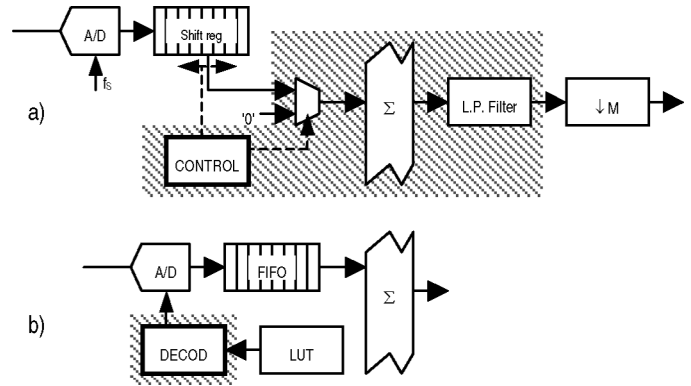 A/D
Shift reg
fS
a)
'0'
Σ
L.P. Filter
↓ M
CONTROL
A/D
FIFO
Σ
b)
DECOD
LUT